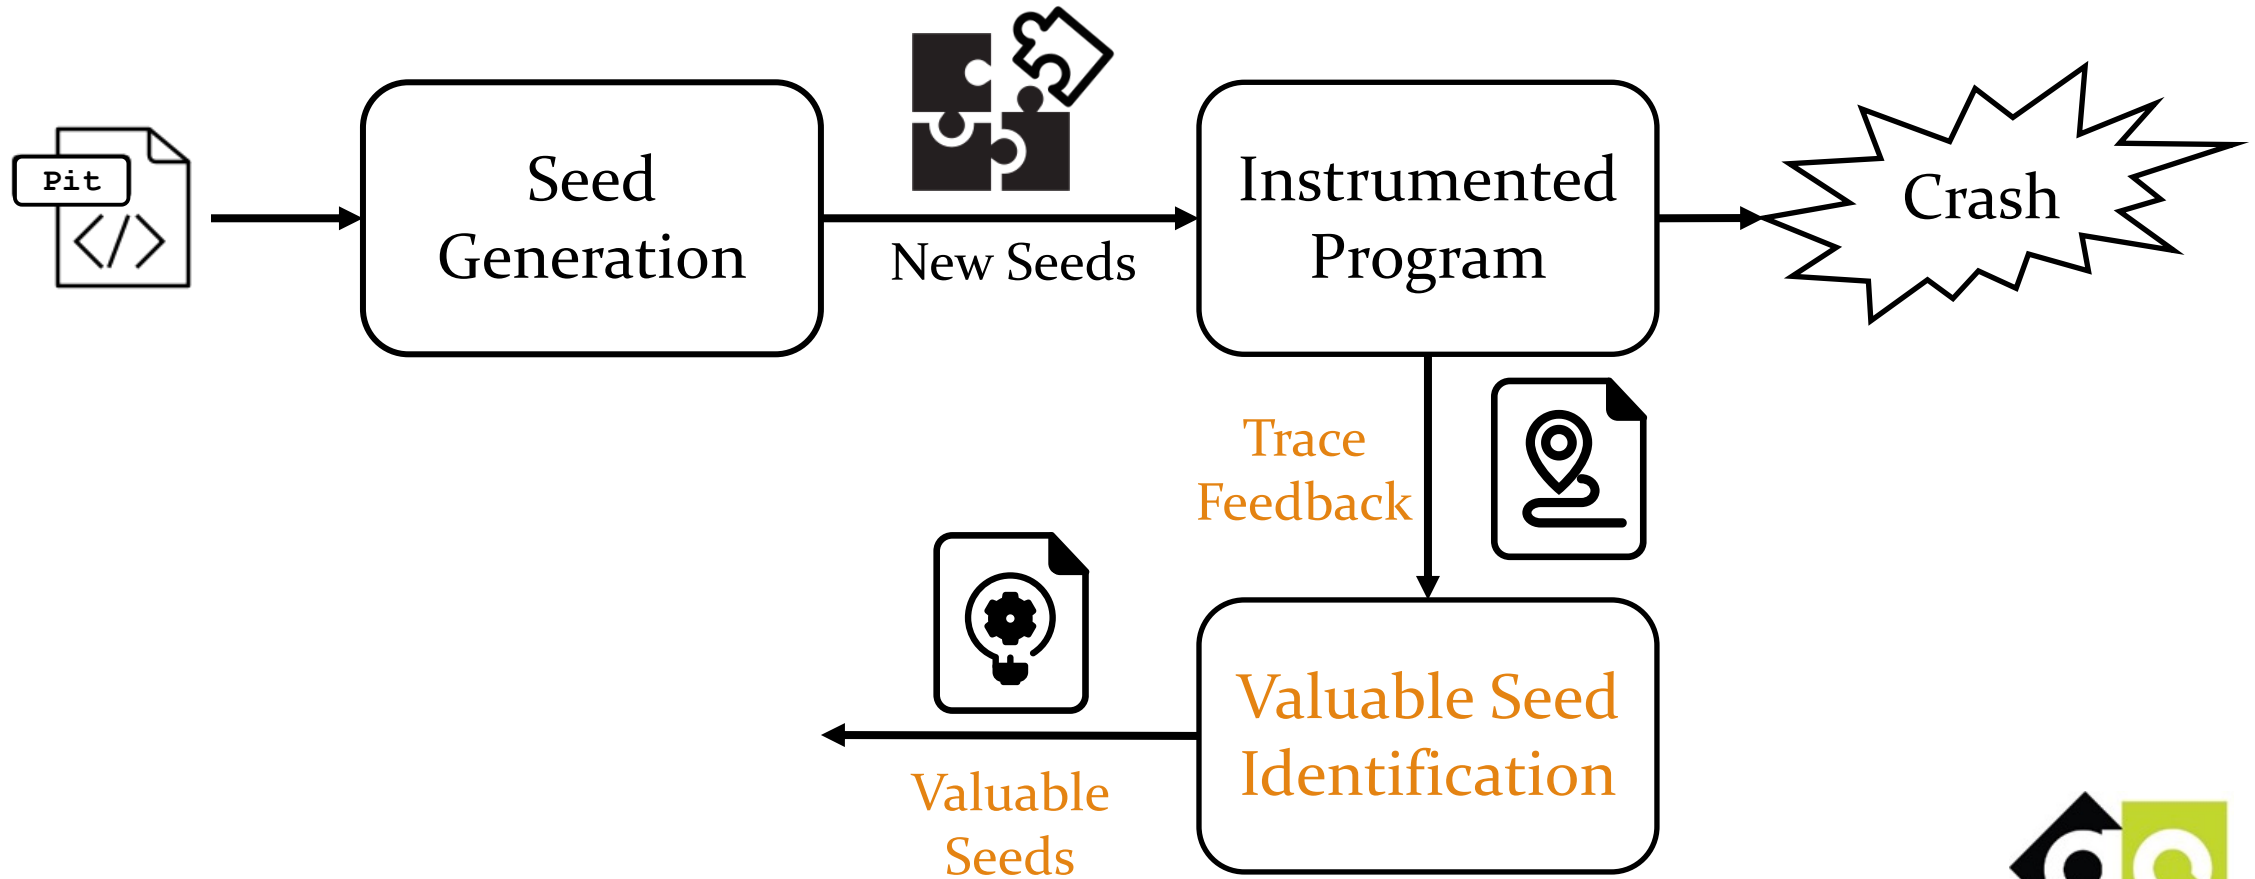 Pit
</>
Seed
Generation
New Seeds
Instrumented
Program
Crash
Trace
Feedback
Valuable Seed
Identification
Valuable
Seeds